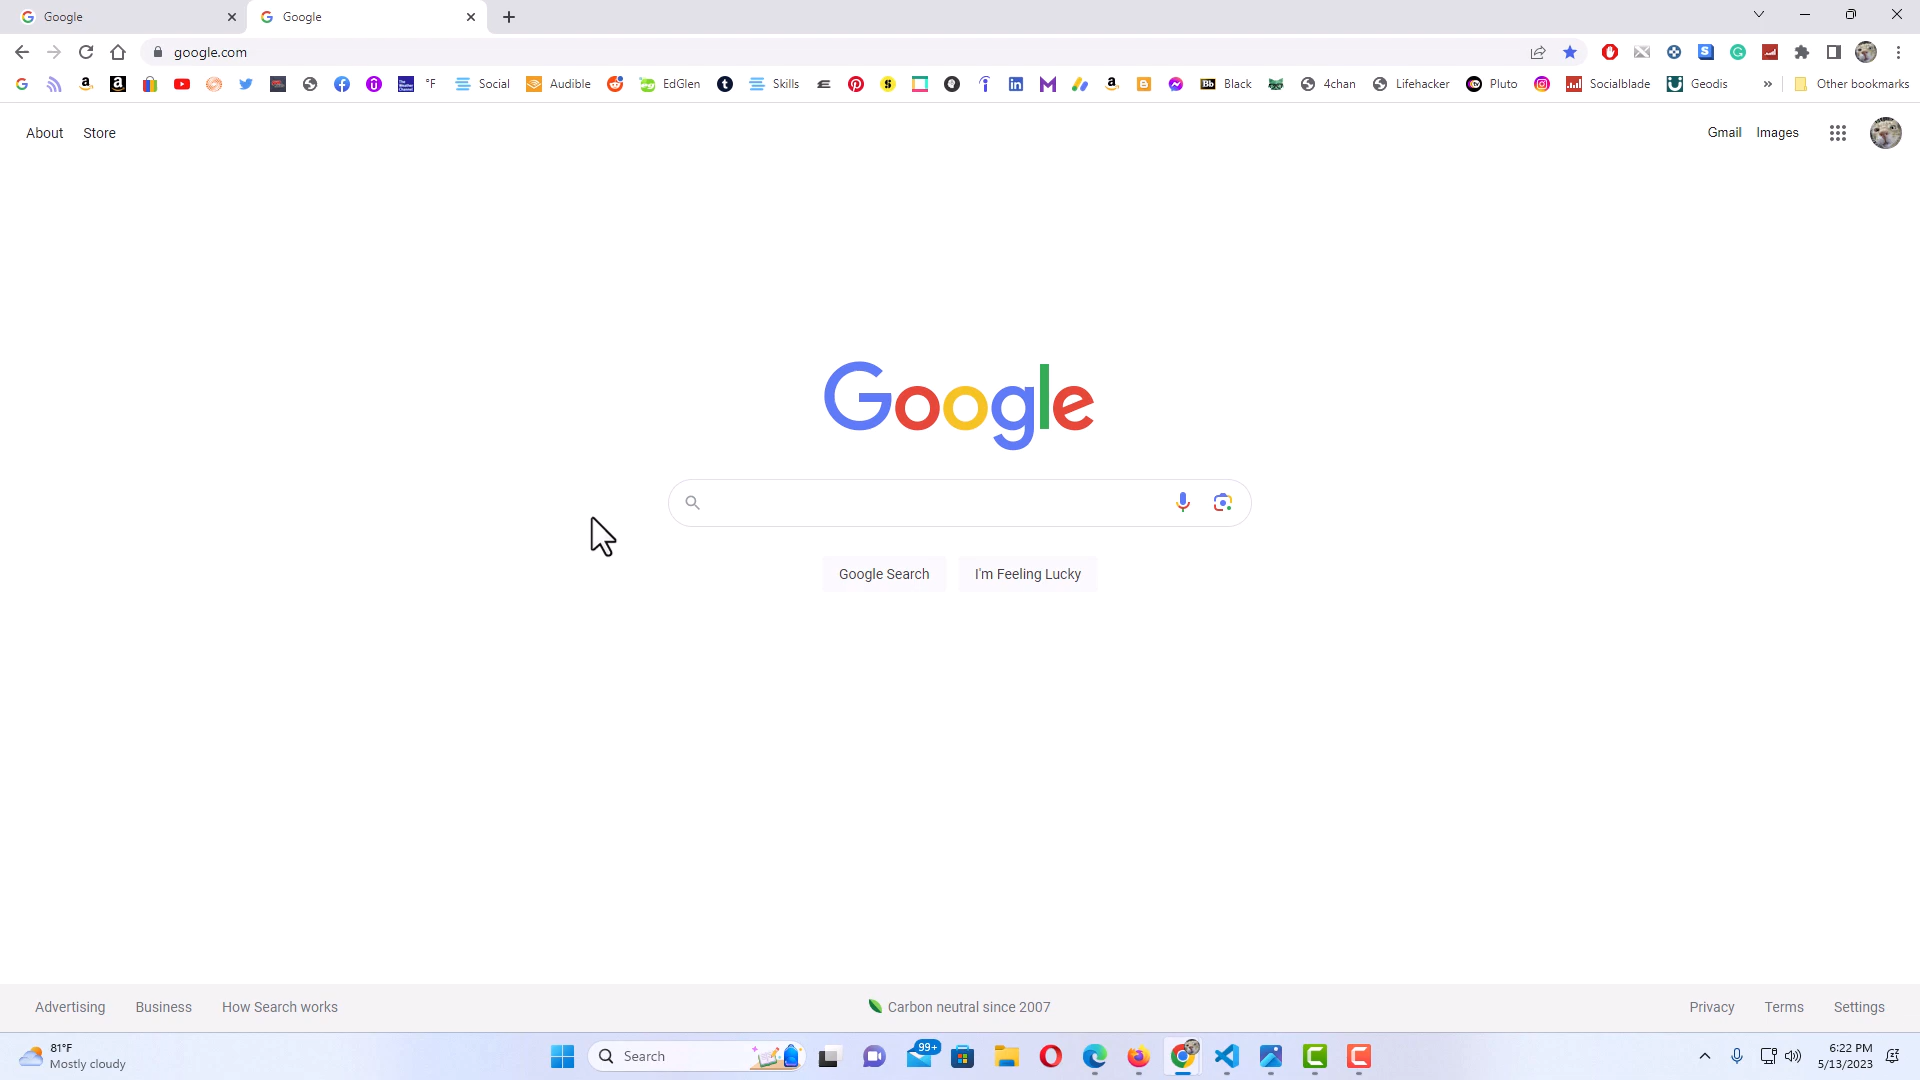 Google
Google
google.com
°F
Social
Audible
EdGlen
Skills
Black
4chan
Lifehacker
Pluto
Socialblade
Geodis
Other bookmarks
About
Store
Gmail
Images
Google
Google Search
I'm Feeling Lucky
Advertising
Business
How Search works
Carbon neutral since 2007
Privacy
Terms
Settings
81°F
Mostly cloudy
Search
99+
6:22 PM
5/13/2023